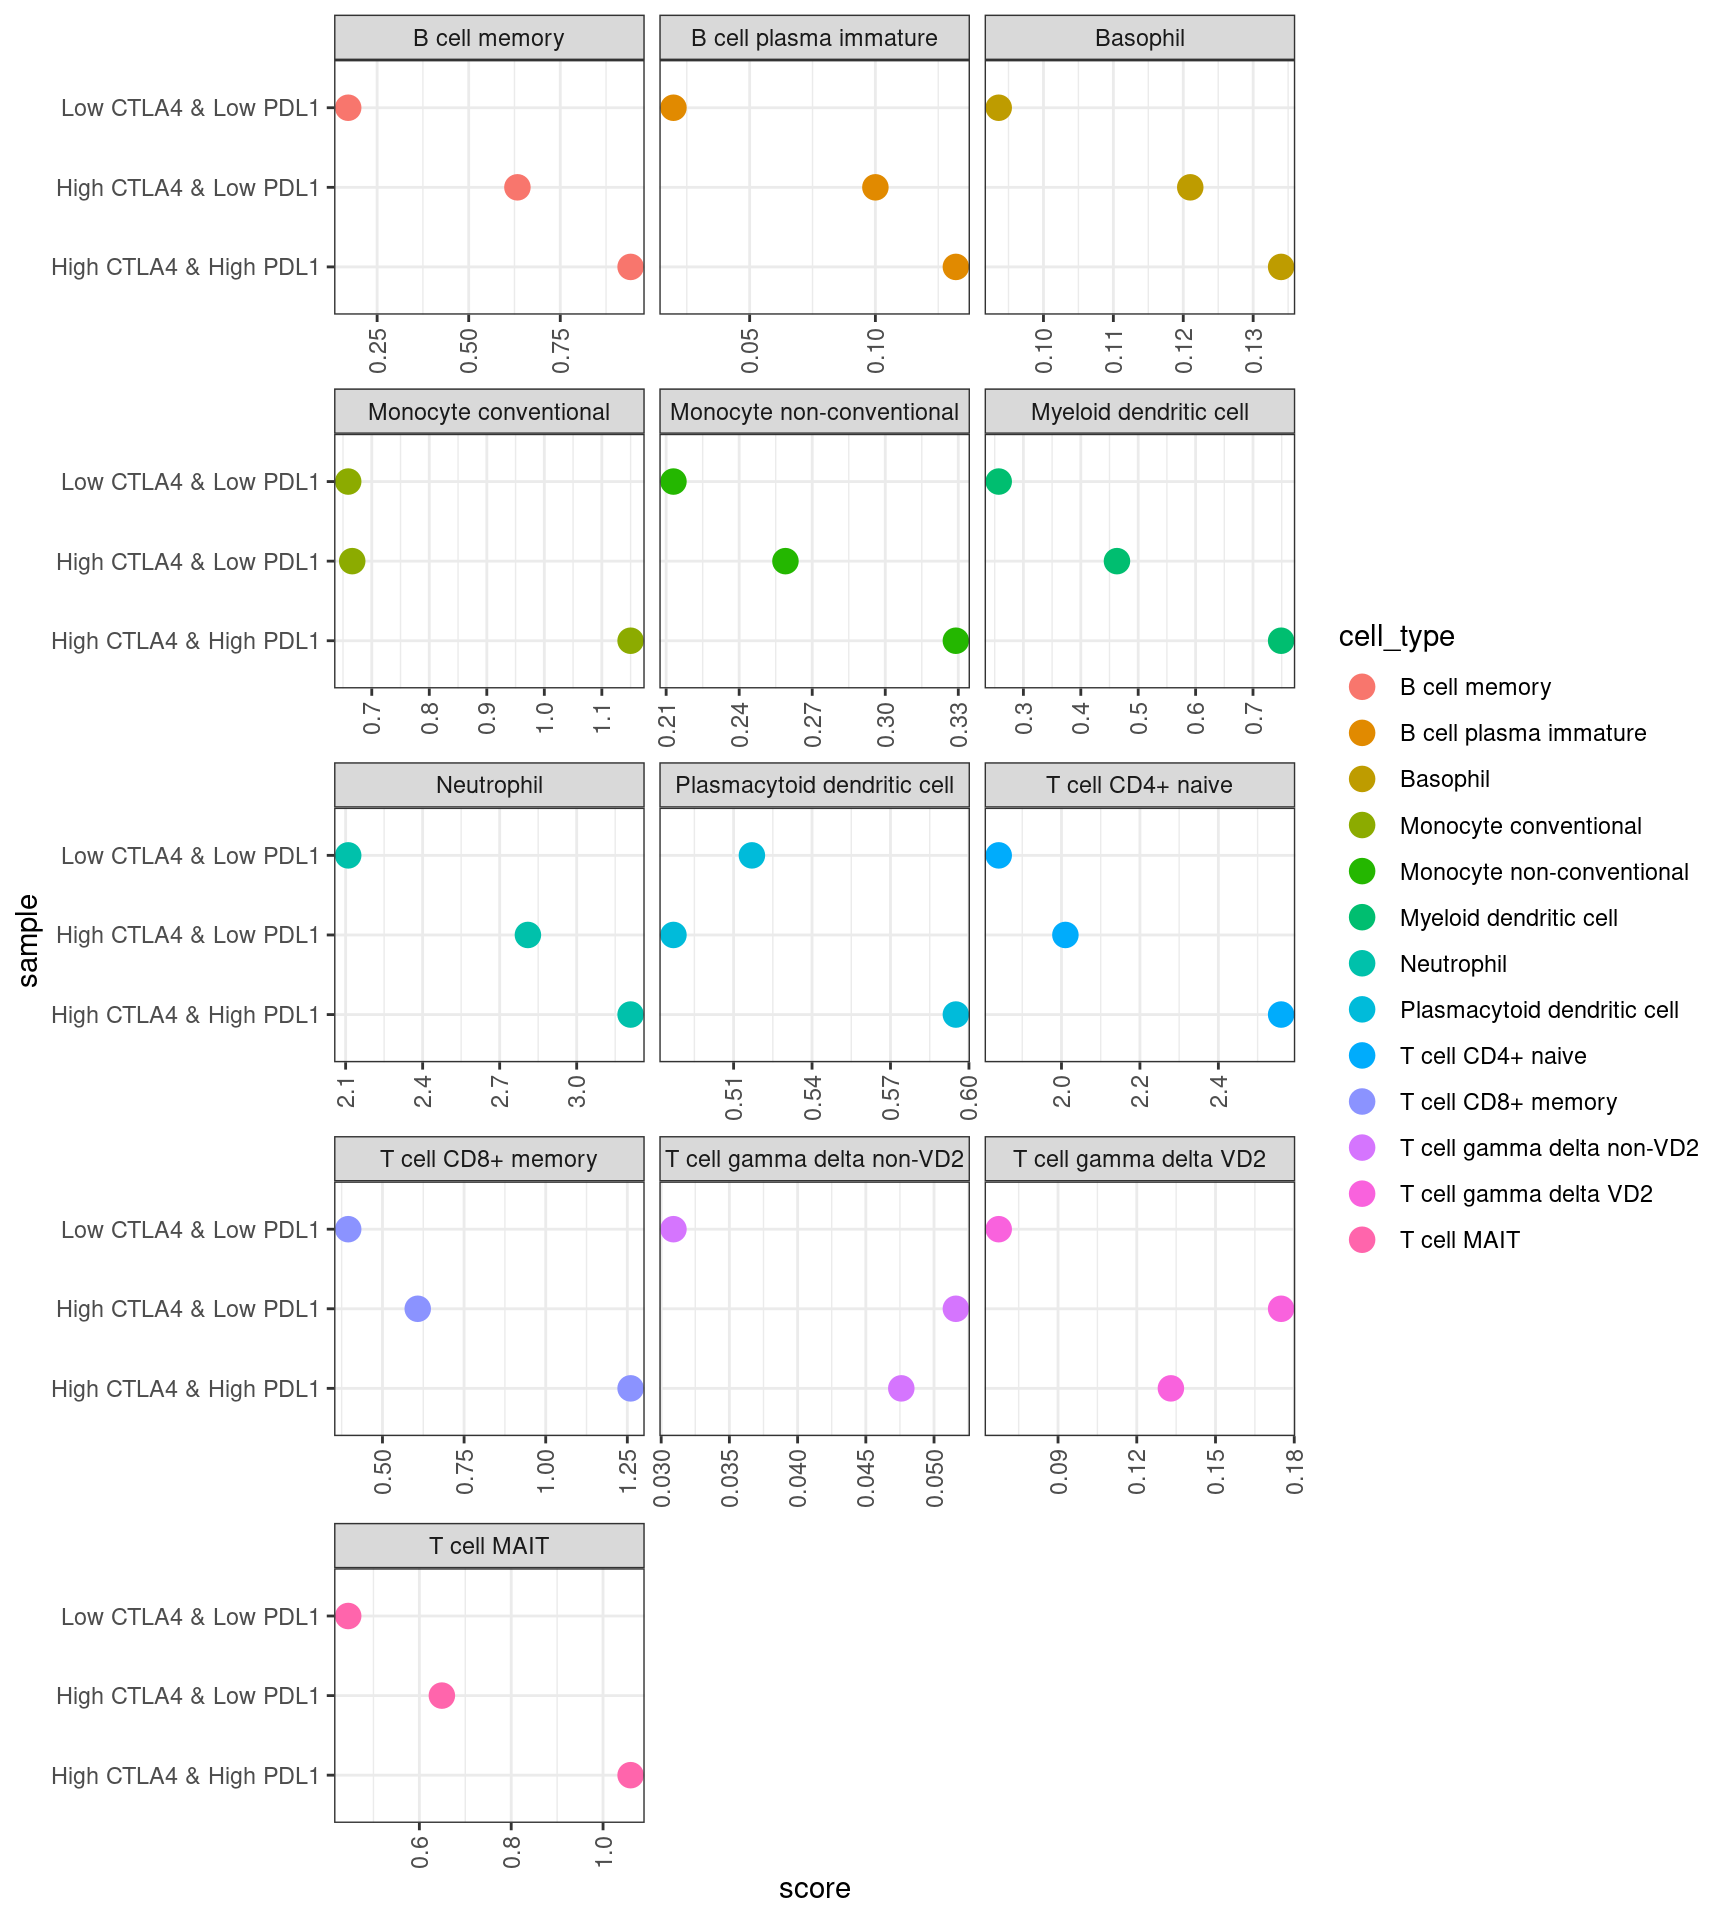 B cell memory
B cell plasma immature
Basophil
Low CTLA4 & Low PDL1
High CTLA4 & Low PDL1
High CTLA4 & High PDL1
0.25
0.50
0.75
0.05
0.10
0.10
0.11
0.12
0.13
Monocyte conventional
Monocyte non-conventional
Myeloid dendritic cell
Low CTLA4 & Low PDL1
High CTLA4 & Low PDL1
High CTLA4 & High PDL1
0.7
0.8
0.9
1.0
1.1
0.21
0.24
0.27
0.30
0.33
0.3
0.4
0.5
0.6
0.7
Neutrophil
Plasmacytoid dendritic cell
T cell CD4+ naive
Low CTLA4 & Low PDL1
High CTLA4 & Low PDL1
High CTLA4 & High PDL1
2.1
2.4
2.7
3.0
0.51
0.54
0.57
0.60
2.0
2.2
2.4
T cell CD8+ memory
T cell gamma delta non-VD2
T cell gamma delta VD2
Low CTLA4 & Low PDL1
High CTLA4 & Low PDL1
High CTLA4 & High PDL1
0.50
0.75
1.00
1.25
0.030
0.035
0.040
0.045
0.050
0.09
0.12
0.15
0.18
T cell MAIT
Low CTLA4 & Low PDL1
High CTLA4 & Low PDL1
High CTLA4 & High PDL1
0.6
0.8
1.0
score
sample
cell_type
B cell memory
B cell plasma immature
Basophil
Monocyte conventional
Monocyte non-conventional
Myeloid dendritic cell
Neutrophil
Plasmacytoid dendritic cell
T cell CD4+ naive
T cell CD8+ memory
T cell gamma delta non-VD2
T cell gamma delta VD2
T cell MAIT